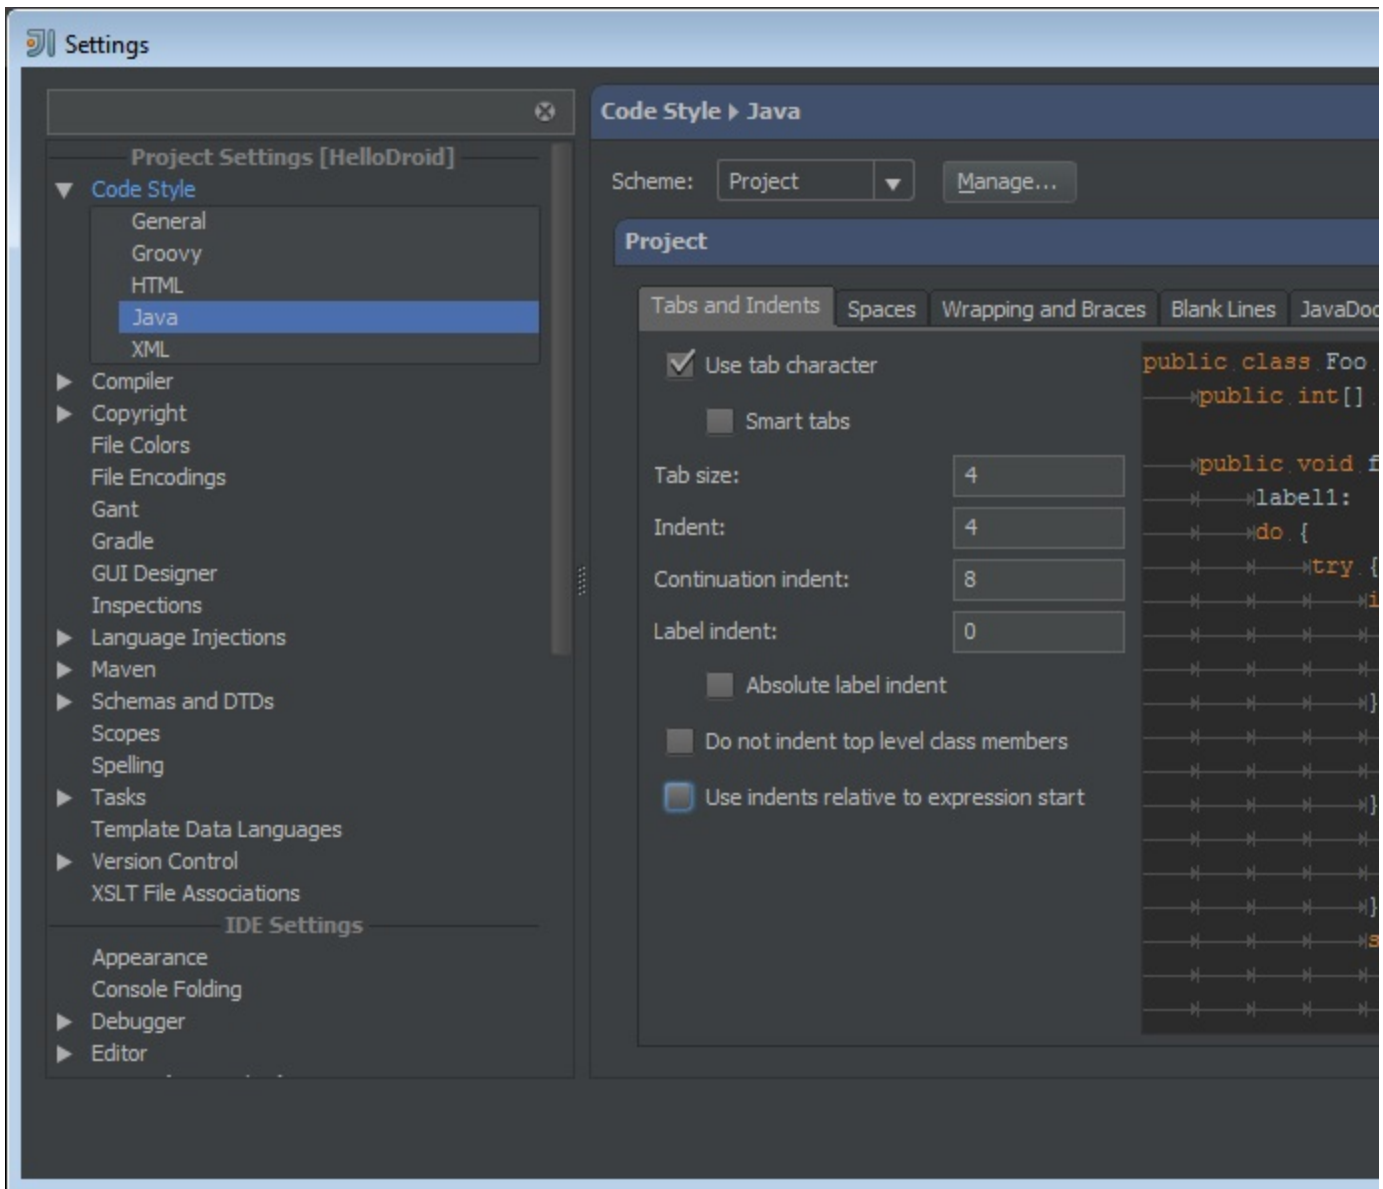 Settings
Project Settings [HelloDroid]
Code Style
General
Groovy
HTML
Java
XML
Compiler
Copyright
File Colors
File Encodings
Gant
Gradle
GUI Designer
Inspections
Language Injections
Maven
Schemas and DTDs
Scopes
Spelling
Tasks
Template Data Languages
Version Control
XSLT File Associations
IDE Settings
Appearance
Console Folding
Debugger
Editor
Code Style Java
Scheme: Project Manage...
Project
Tabs and Indents Spaces Wrapping and Braces Blank Lines JavaDoc
Use tab character
Smart tabs
Tab size: 4
Indent: 4
Continuation indent: 8
Label indent: 0
Absolute label indent
Do not indent top level class members
Use indents relative to expression start
public class Foo
public int[]
public void f
label1:
do {
try {
i
}
}
}
s